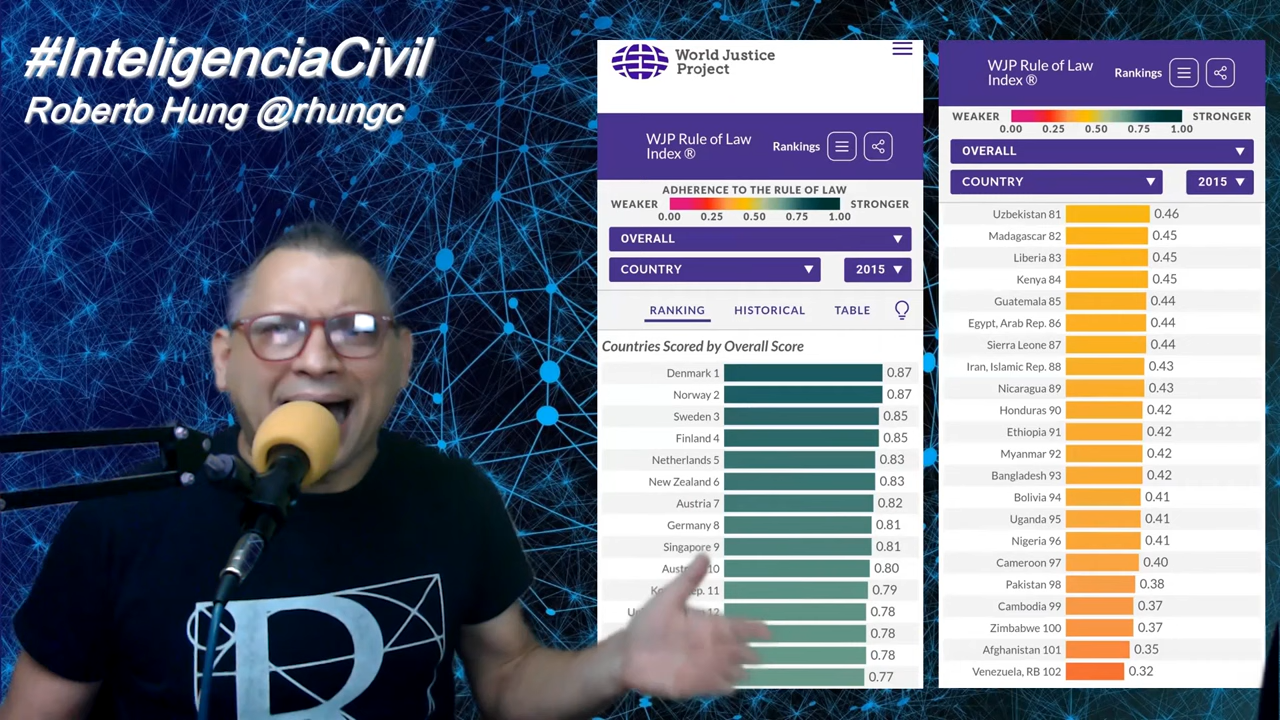 #InteligenciaCivil
Roberto Hung @rhungc
World Justice
Project
WJP Rule of Law
Index ®
Rankings
ADHERENCE TO THE RULE OF LAW
WEAKER
STRONGER
0.00 0.25 0.50 0.75 1.00
OVERALL
COUNTRY
2015
RANKING HISTORICAL TABLE
Countries Scored by Overall Score
Denmark 1 0.87
Norway 2 0.87
Sweden 3 0.85
Finland 4 0.85
Netherlands 5 0.83
New Zealand 6 0.83
Austria 7 0.82
Germany 8 0.81
Singapore 9 0.81
10 0.80
11 0.79
12 0.78
0.78
0.78
0.77
WJP Rule of Law
Index ®
Rankings
WEAKER
STRONGER
0.00 0.25 0.50 0.75 1.00
OVERALL
COUNTRY
2015
Uzbekistan 81 0.46
Madagascar 82 0.45
Liberia 83 0.45
Kenya 84 0.45
Guatemala 85 0.44
Egypt, Arab Rep. 86 0.44
Sierra Leone 87 0.44
Iran, Islamic Rep. 88 0.43
Nicaragua 89 0.43
Honduras 90 0.42
Ethiopia 91 0.42
Myanmar 92 0.42
Bangladesh 93 0.42
Bolivia 94 0.41
Uganda 95 0.41
Nigeria 96 0.41
Cameroon 97 0.40
Pakistan 98 0.38
Cambodia 99 0.37
Zimbabwe 100 0.37
Afghanistan 101 0.35
Venezuela, RB 102 0.32
R